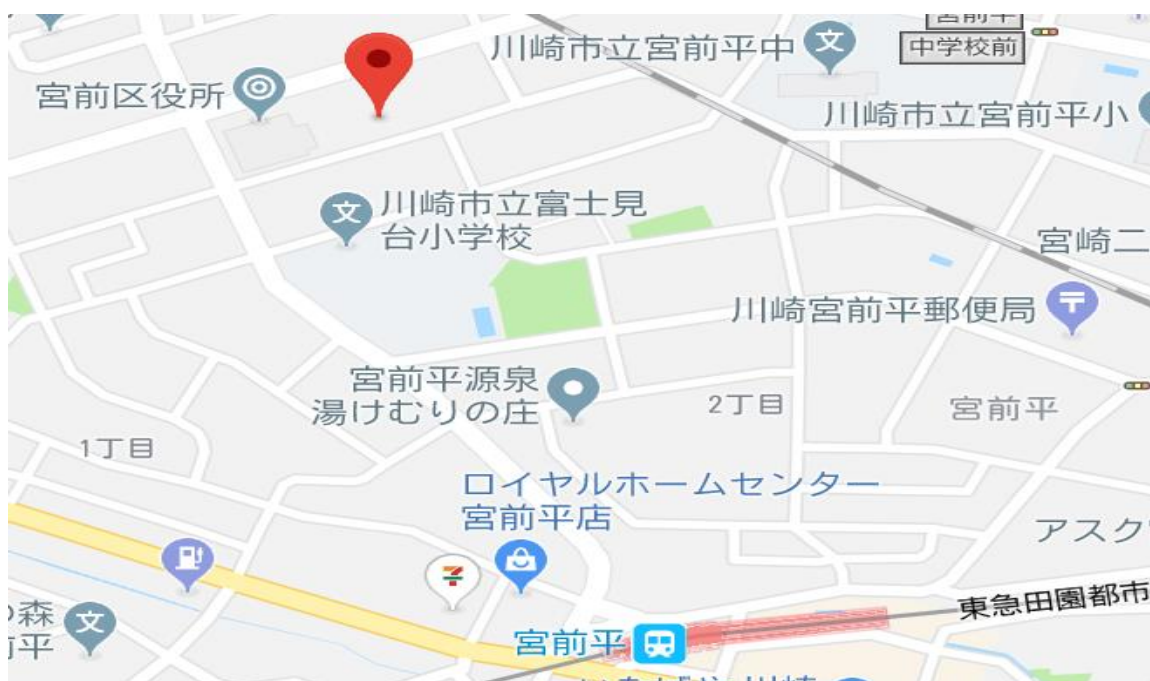 宮前平
中学校前
川崎市立宮前平中
宮前区役所
川崎市立宮前平小
川崎市立富士見
台小学校
宮崎二
川崎宮前平郵便局
宮前平源泉
湯けむりの庄
2丁目
宮前平
1丁目
ロイヤルホームセンター
宮前平店
アスク
東急田園都市
森
平
宮前平